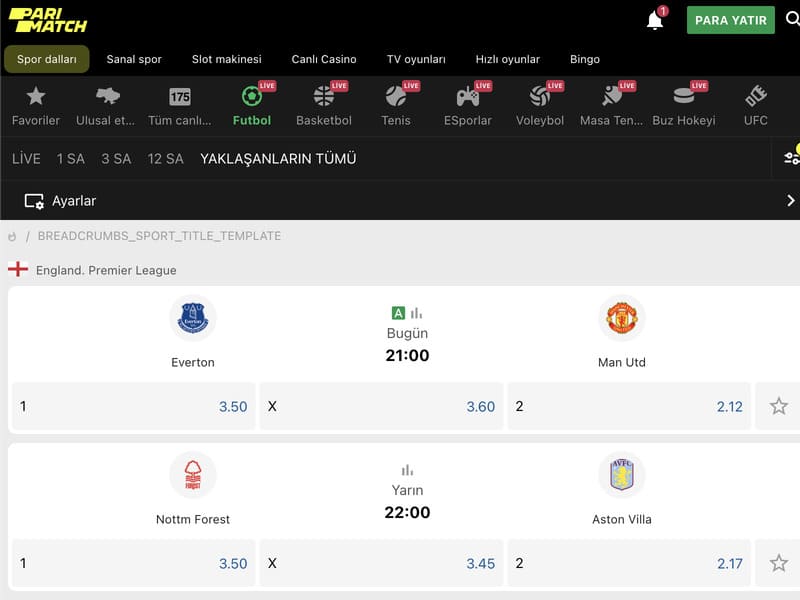 PARI MATCH
1
PARA YATIR
Spor dalları Sanal spor Slot makinesi Canlı Casino TV oyunları Hızlı oyunlar Bingo
175 LIVE LIVE LIVE LIVE LIVE LIVE LIVE
Favoriler Ulusal et... Tüm canlı... Futbol Basketbol Tenis ESporlar Voleybol Masa Ten... Buz Hokeyi UFC
LİVE 1 SA 3 SA 12 SA YAKLAŞANLARIN TÜMÜ
Ayarlar
/ BREADCRUMBS_SPORT_TITLE_TEMPLATE
England. Premier League
A
Bugün
21:00
Everton Man Utd
1 3.50 X 3.60 2 2.12
Yarın
22:00
Nottm Forest Aston Villa
1 3.50 X 3.45 2 2.17